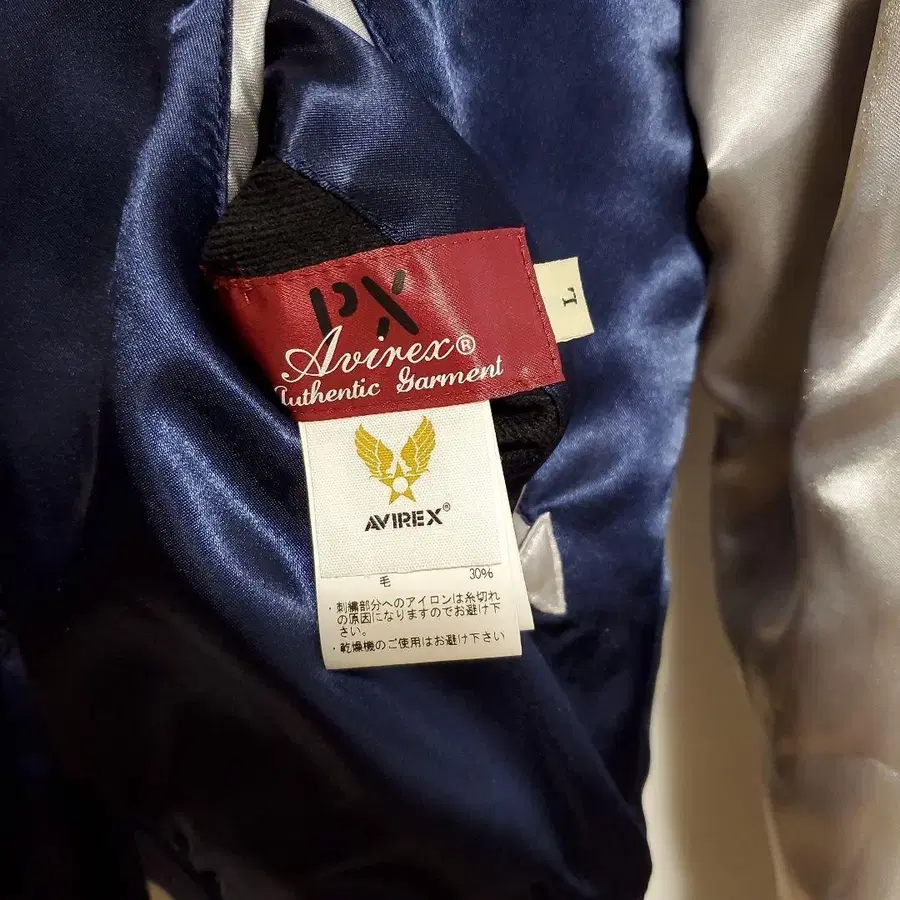 PX
L
Avirex®
Authentic Garment
AVIREX®
毛 30%
・刺繍部分へのアイロンは糸切れ
の原因になりますのでお避け下
さい。
・乾燥機のご使用はお避け下さい